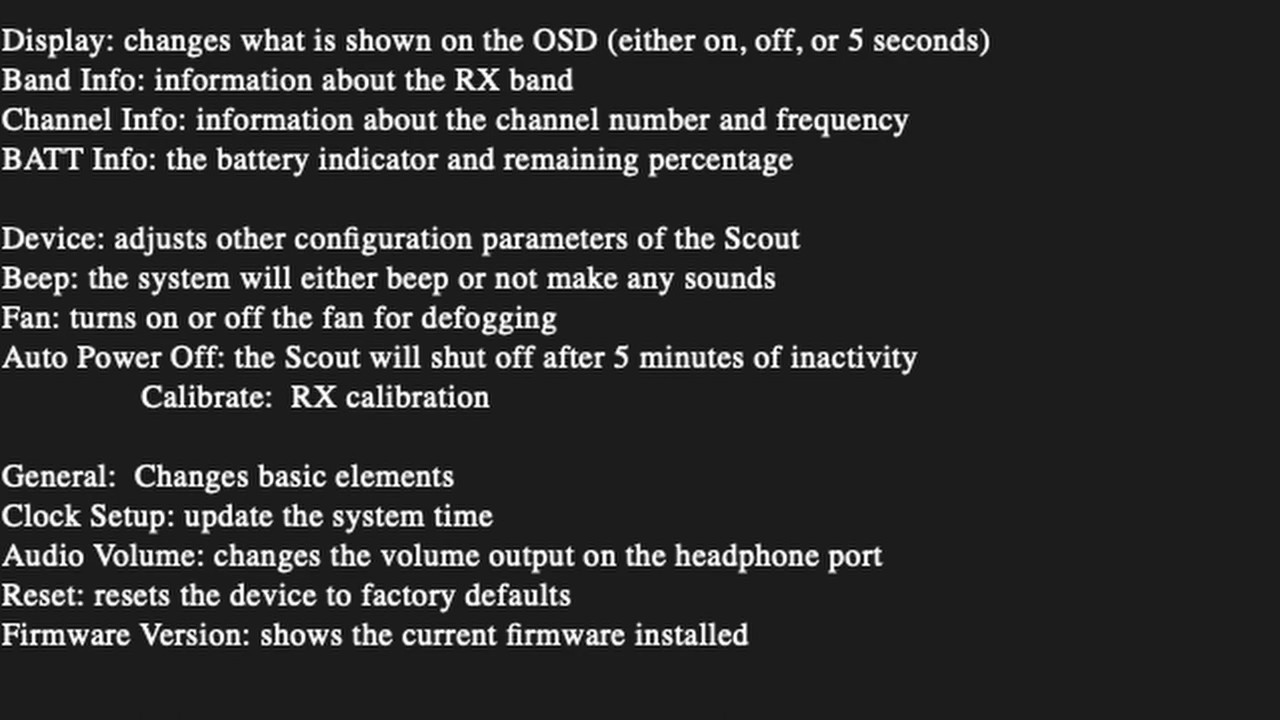 Display: changes what is shown on the OSD (either on, off, or 5 seconds)
Band Info: information about the RX band
Channel Info: information about the channel number and frequency
BATT Info: the battery indicator and remaining percentage
Device: adjusts other configuration parameters of the Scout
Beep: the system will either beep or not make any sounds
Fan: turns on or off the fan for defogging
Auto Power Off: the Scout will shut off after 5 minutes of inactivity
Calibrate:  RX calibration
General:  Changes basic elements
Clock Setup: update the system time
Audio Volume: changes the volume output on the headphone port
Reset: resets the device to factory defaults
Firmware Version: shows the current firmware installed